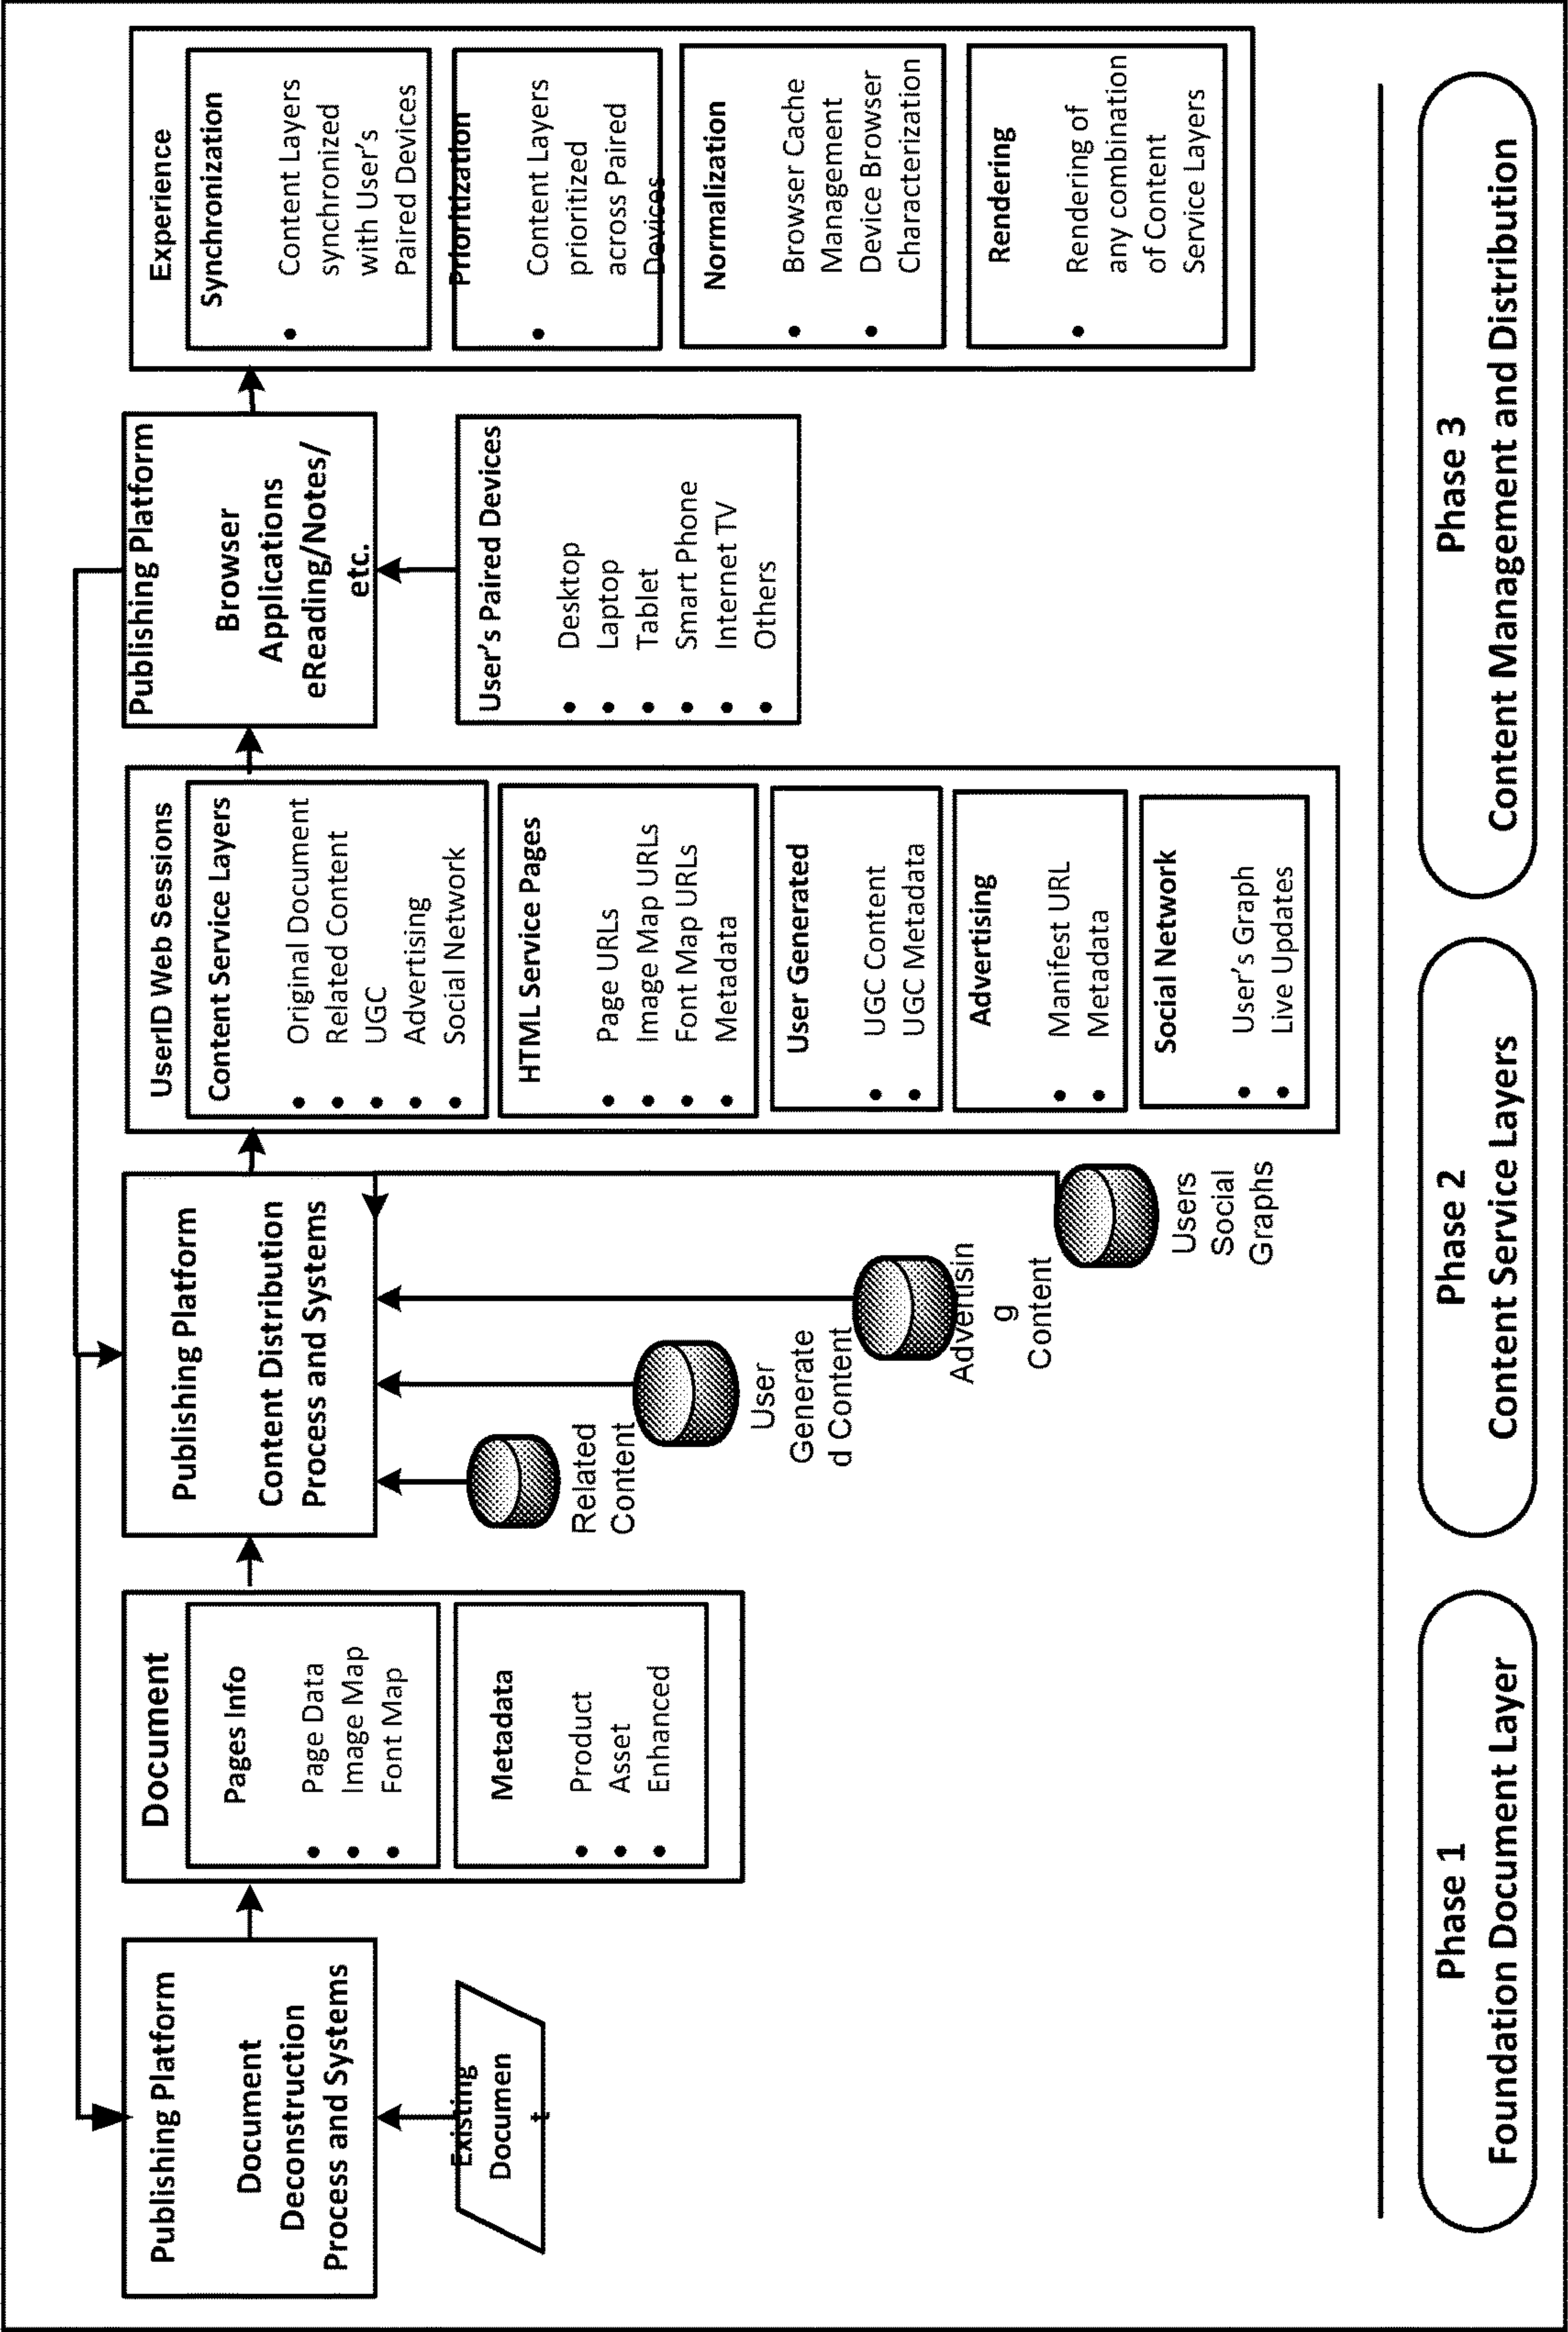 Publishing Platform
Document
Deconstruction
Process and Systems
Existing
Documen
t
Document
Pages Info
• Page Data
• Image Map
• Font Map
Metadata
• Product
• Asset
• Enhanced
Publishing Platform
Content Distribution
Process and Systems
Related
Content
User
Generate
d Content
Advertisin
g
Content
Users
Social
Graphs
UserID Web Sessions
Content Service Layers
• Original Document
• Related Content
• UGC
• Advertising
• Social Network
HTML Service Pages
• Page URLs
• Image Map URLs
• Font Map URLs
• Metadata
User Generated
• UGC Content
• UGC Metadata
Advertising
• Manifest URL
• Metadata
Social Network
• User's Graph
• Live Updates
Publishing Platform
Browser
Applications
eReading/Notes/
etc.
User's Paired Devices
• Desktop
• Laptop
• Tablet
• Smart Phone
• Internet TV
• Others
Experience
Synchronization
• Content Layers
synchronized
with User's
Paired Devices
Prioritization
• Content Layers
prioritized
across Paired
Devices
Normalization
• Browser Cache
Management
• Device Browser
Characterization
Rendering
• Rendering of
any combination
of Content
Service Layers
Phase 1
Foundation Document Layer
Phase 2
Content Service Layers
Phase 3
Content Management and Distribution